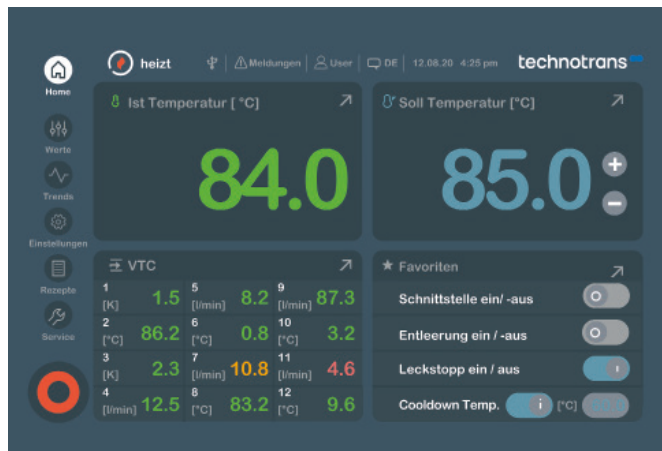 heizt
Meldungen
User
DE
12.08.20 4:25 pm
technotrans
Home
Werte
Trends
Einstellungen
Rezepte
Service
Ist Temperatur [ °C]
84.0
Soll Temperatur [°C]
85.0
VTC
1 [K] 1.5
5 [l/min] 8.2
9 [l/min] 87.3
2 [°C] 86.2
6 [°C] 0.8
10 [°C] 3.2
3 [K] 2.3
7 [l/min] 10.8
11 [l/min] 4.6
4 [l/min] 12.5
8 [°C] 83.2
12 [°C] 9.6
Favoriten
Schnittstelle ein/ -aus
Entleerung ein / -aus
Leckstopp ein / aus
Cooldown Temp. [°C]